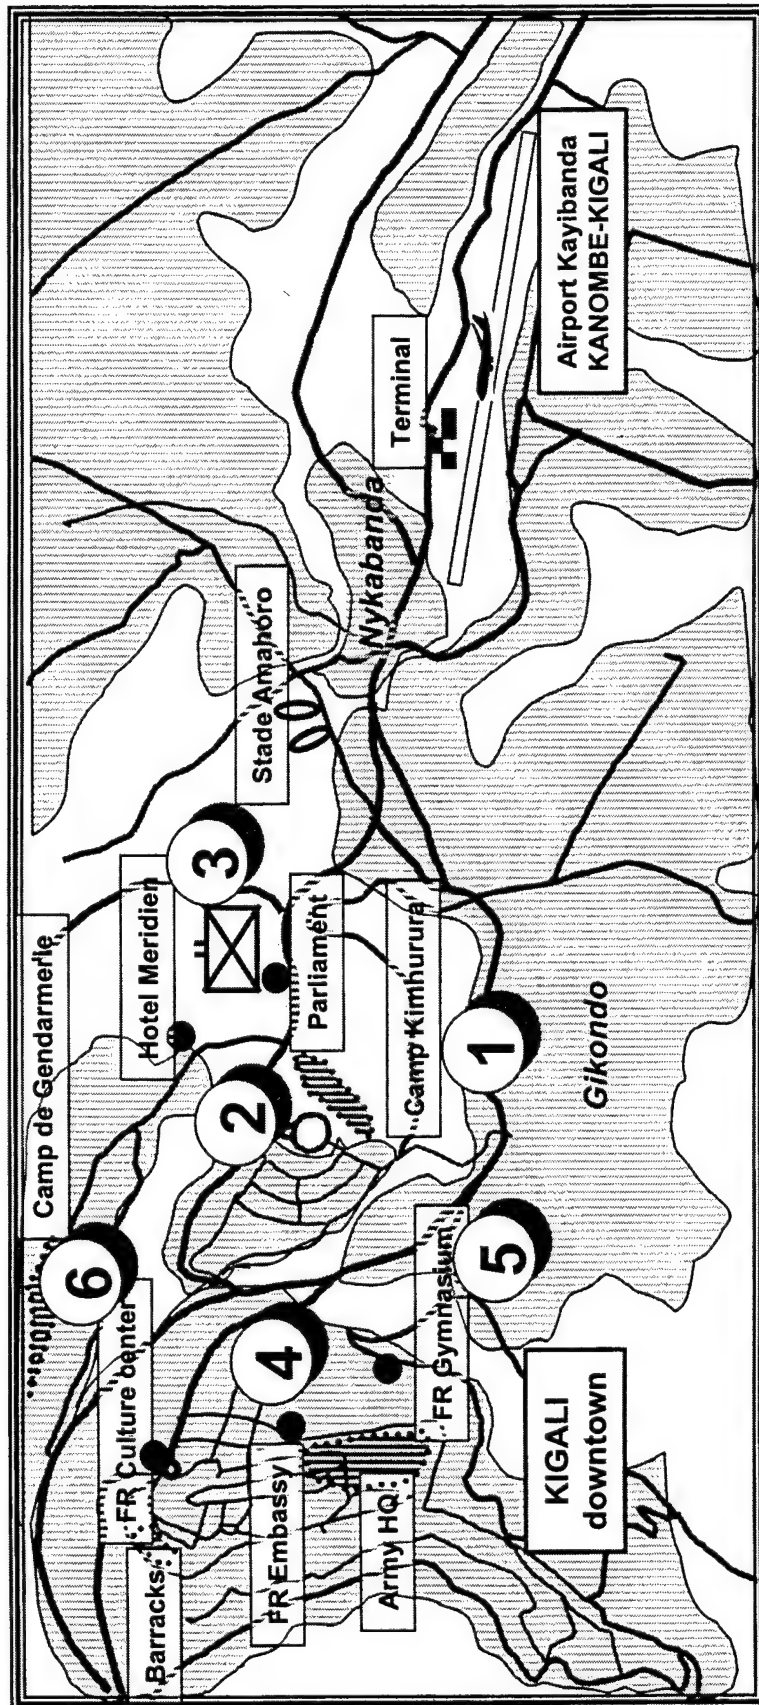 Camp de Gendarmerie
Hotel Meridien
Parliament
Camp Kimhurura
Stade Amahoro
Nykabanda
Terminal
Airport Kayibanda
KANOMBE-KIGALI
Gikondo
FR Culture center
Barracks
FR Embassy
Army HQ
FR Gymnasium
KIGALI
downtown
1
2
3
4
5
6